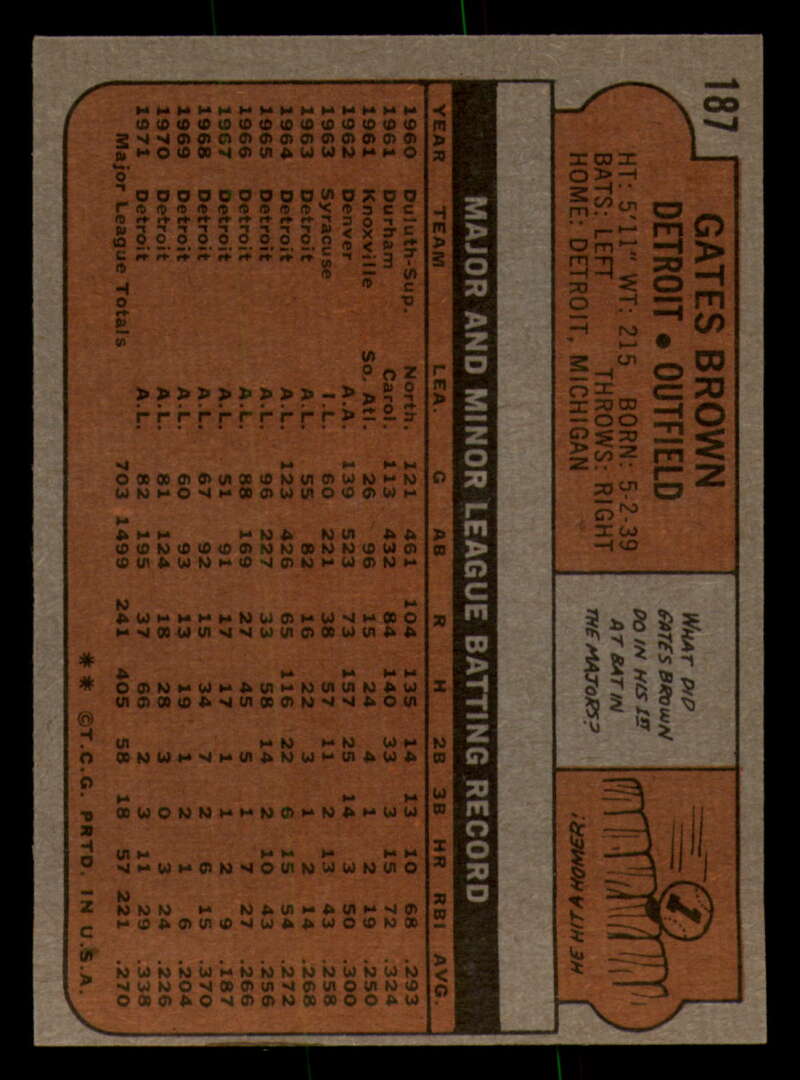 187
GATES BROWN
DETROIT • OUTFIELD
HT: 5'11" WT: 215 BORN: 5-2-39
BATS: LEFT THROWS: RIGHT
HOME: DETROIT, MICHIGAN
WHAT DID
GATES BROWN
DO IN HIS 1ST
AT BAT IN
THE MAJORS?
1
HE HIT A HOMER!
MAJOR AND MINOR LEAGUE BATTING RECORD
YEAR TEAM LEA. G AB R H 2B 3B HR RBI AVG.
1960 Duluth-Sup. North. 121 461 104 135 14 13 10 68 .293
1961 Durham Carol. 113 432 84 140 33 3 15 72 .324
1961 Knoxville So. Atl. 26 96 15 24 4 1 2 19 .250
1962 Denver A.A. 139 523 73 157 25 14 3 50 .300
1963 Syracuse I.L. 60 221 38 57 11 2 13 43 .258
1963 Detroit A.L. 55 82 16 22 3 1 2 14 .268
1964 Detroit A.L. 123 426 65 116 22 6 15 54 .272
1965 Detroit A.L. 96 227 33 58 14 2 10 43 .256
1966 Detroit A.L. 88 169 27 45 5 1 7 27 .266
1967 Detroit A.L. 51 91 17 17 1 1 2 9 .187
1968 Detroit A.L. 67 92 15 34 7 2 6 15 .370
1969 Detroit A.L. 60 93 13 19 1 2 1 6 .204
1970 Detroit A.L. 81 124 18 28 3 0 3 24 .226
1971 Detroit A.L. 82 195 37 66 2 3 11 29 .338
Major League Totals 703 1499 241 405 58 18 57 221 .270
** ©T.C.G. PRTD. IN U.S.A.